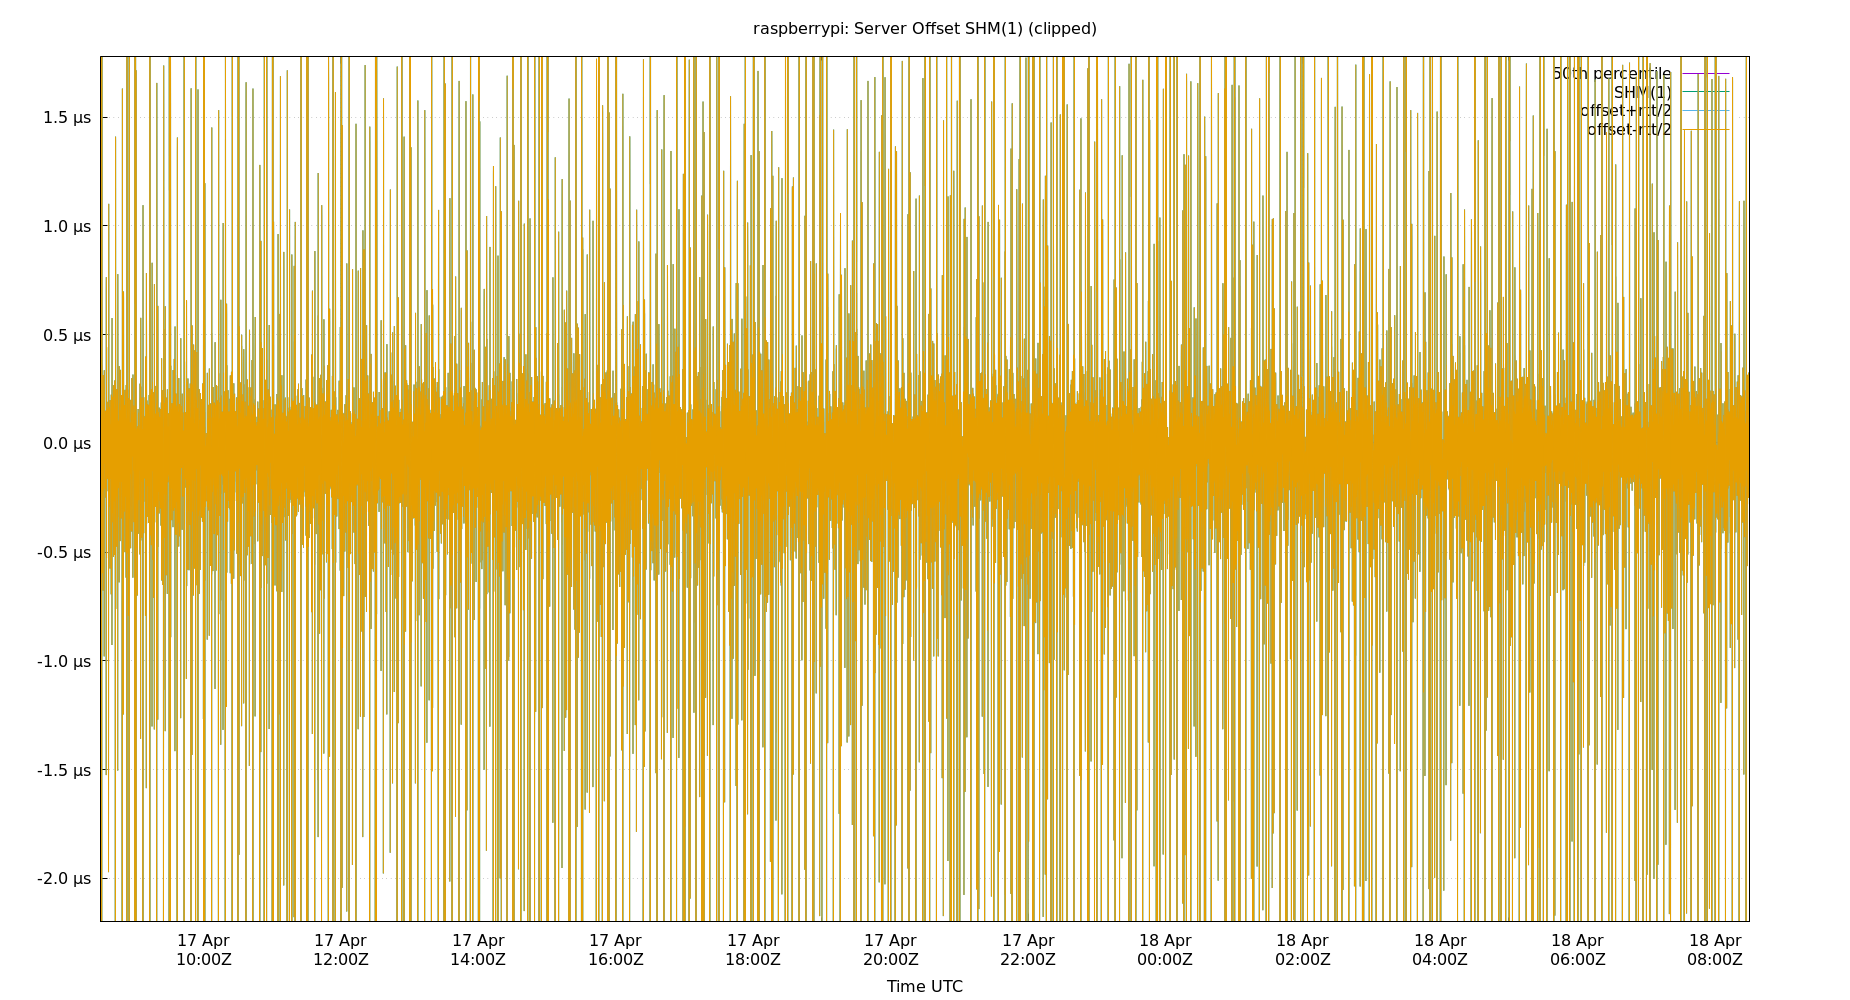 raspberrypi: Server Offset SHM(1) (clipped)
50th percentile
SHM(1)
offset+rtt/2
offset-rtt/2
1.5 µs
1.0 µs
0.5 µs
0.0 µs
-0.5 µs
-1.0 µs
-1.5 µs
-2.0 µs
17 Apr 17 Apr 17 Apr 17 Apr 17 Apr 17 Apr 17 Apr 18 Apr 18 Apr 18 Apr 18 Apr 18 Apr
10:00Z 12:00Z 14:00Z 16:00Z 18:00Z 20:00Z 22:00Z 00:00Z 02:00Z 04:00Z 06:00Z 08:00Z
Time UTC